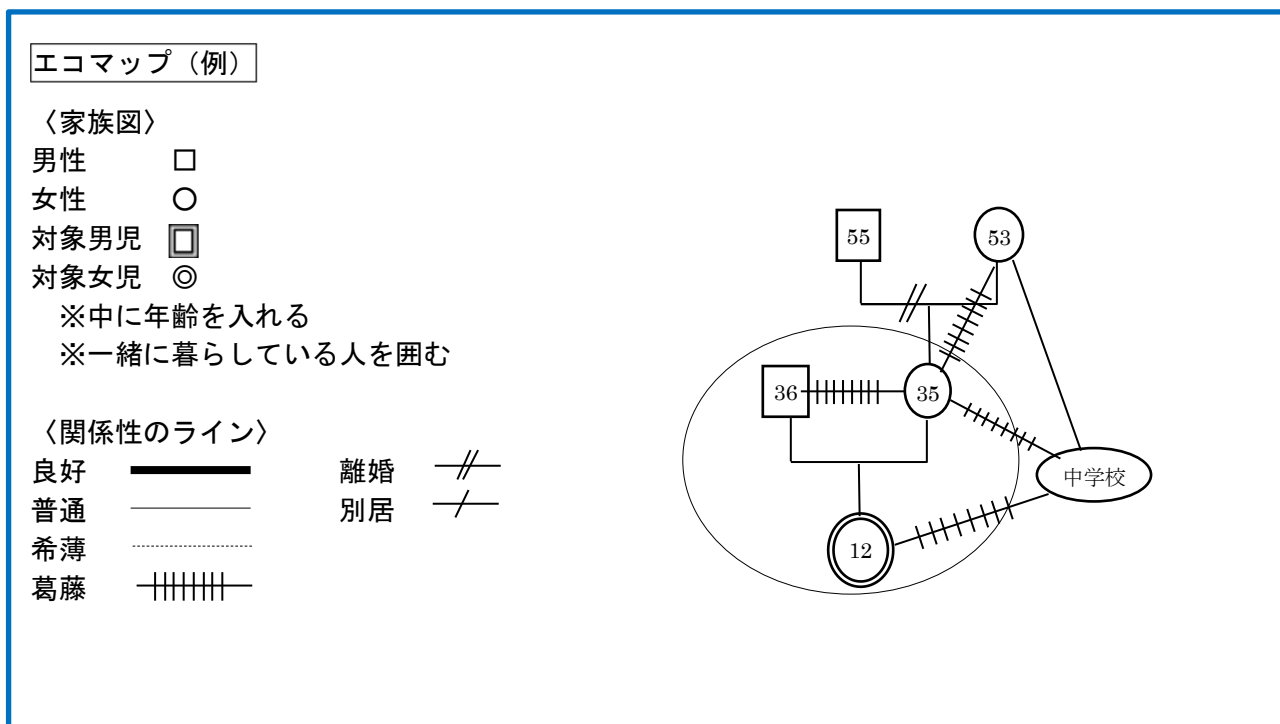 エコマップ（例）
〈家族図〉
男性 □
女性 ○
対象男児
対象女児 ◎
※中に年齢を入れる
※一緒に暮らしている人を囲む
〈関係性のライン〉
良好
離婚
普通
別居
希薄
葛藤
55
53
36
35
中学校
12